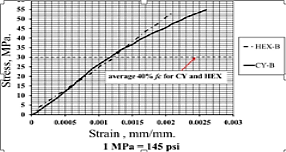 55
50
45
40
35
30
25
20
15
10
5
0
Stress, MPa.
HEX-B
CY-B
average 40% fc for CY and HEX
0 0.0005 0.001 0.0015 0.002 0.0025 0.003
Strain , mm/mm.
1 MPa = 145 psi